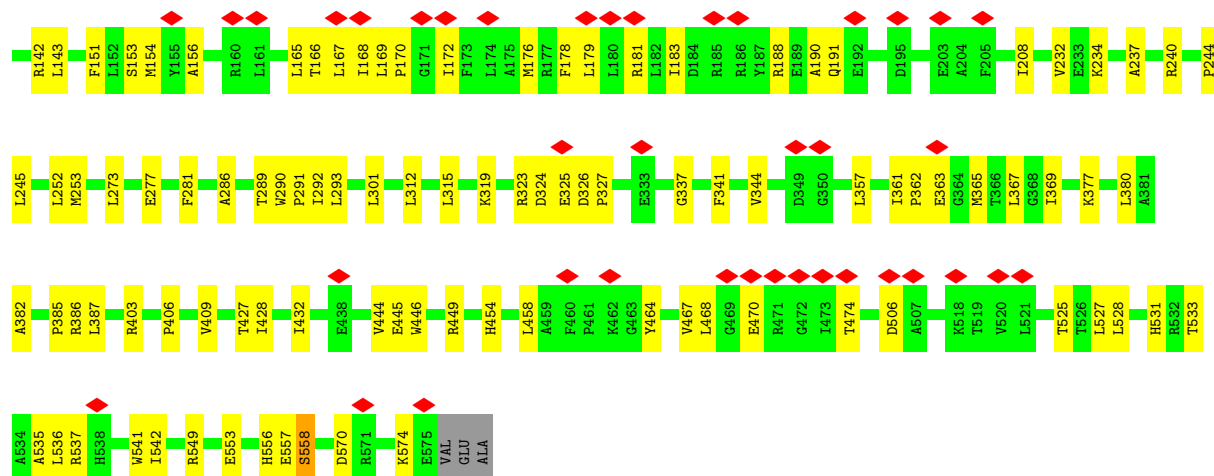 R142 L143 F151 L152 S153 M154 Y155 A156 R160 L161 L165 T166 L167 I168 L169 P170 G171 I172 F173 L174 A175 M176 R177 F178 L179 L180 R181 L182 I183 D184 R185 R186 Y187 R188 E189 A190 Q191 E192 D195 E203 A204 F205 I208 V232 E233 K234 A237 R240 P244
L245 L252 M253 L273 E277 F281 A286 T289 W290 P291 I292 L293 L301 L312 L315 K319 R323 D324 E325 D326 P327 E333 G337 F341 V344 D349 G350 L357 I361 P362 E363 G364 M365 T366 L367 G368 I369 K377 L380 A381
A382 P385 R386 L387 R403 P406 V409 T427 I428 I432 E438 V444 E445 W446 R449 H454 L458 A459 F460 P461 K462 G463 Y464 V467 L468 G469 E470 R471 G472 I473 T474 D506 A507 K518 T519 V520 L521 T525 T526 L527 L528 H531 R532 T533
A534 A535 L536 R537 H538 W541 I542 R549 E553 H556 E557 S558 D570 R571 K574 E575 VAL GLU ALA